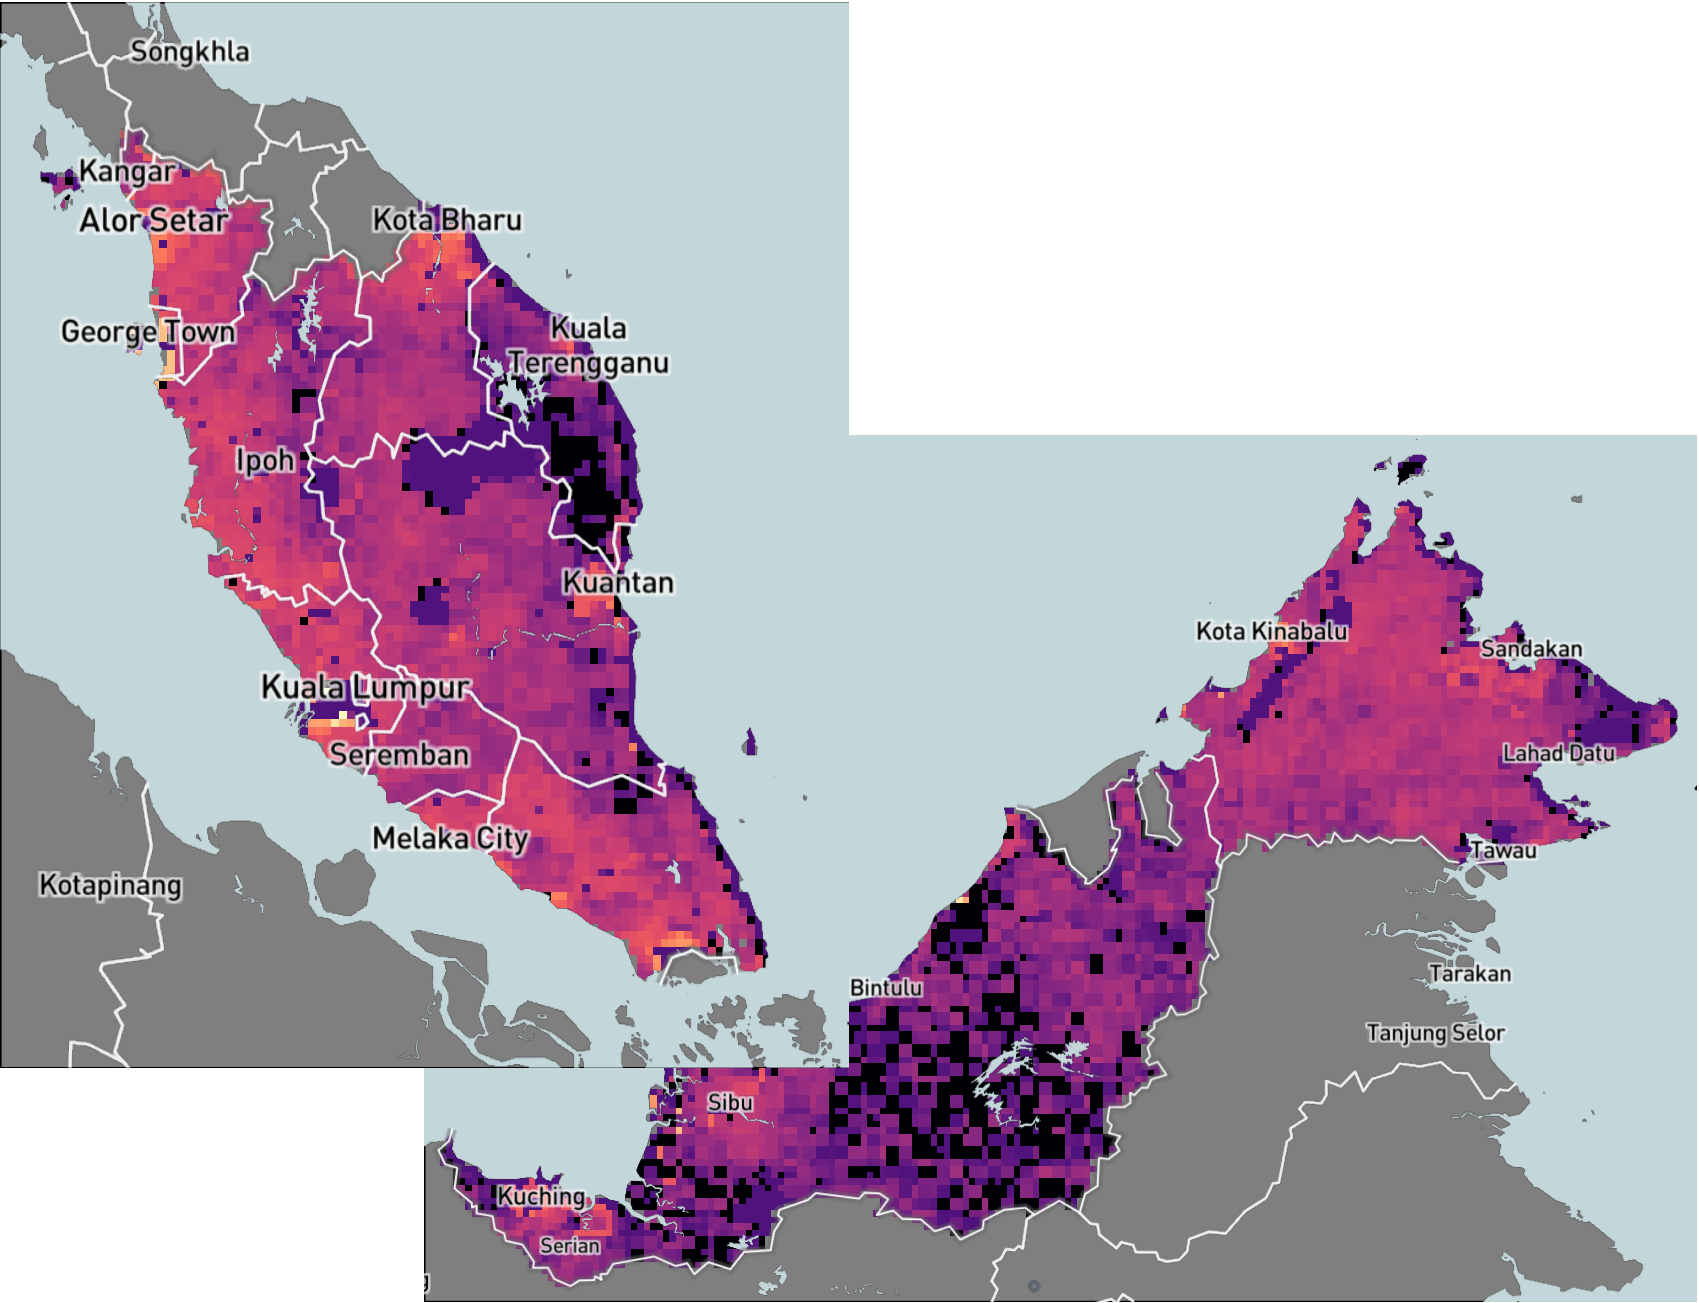 Songkhla
Kangar
Alor Setar
Kota Bharu
George Town
Kuala
Terengganu
Ipoh
Kuantan
Kuala Lumpur
Seremban
Melaka City
Kotapinang
Kota Kinabalu
Sandakan
Lahad Datu
Tawau
Tarakan
Bintulu
Tanjung Selor
Sibu
Kuching
Serian